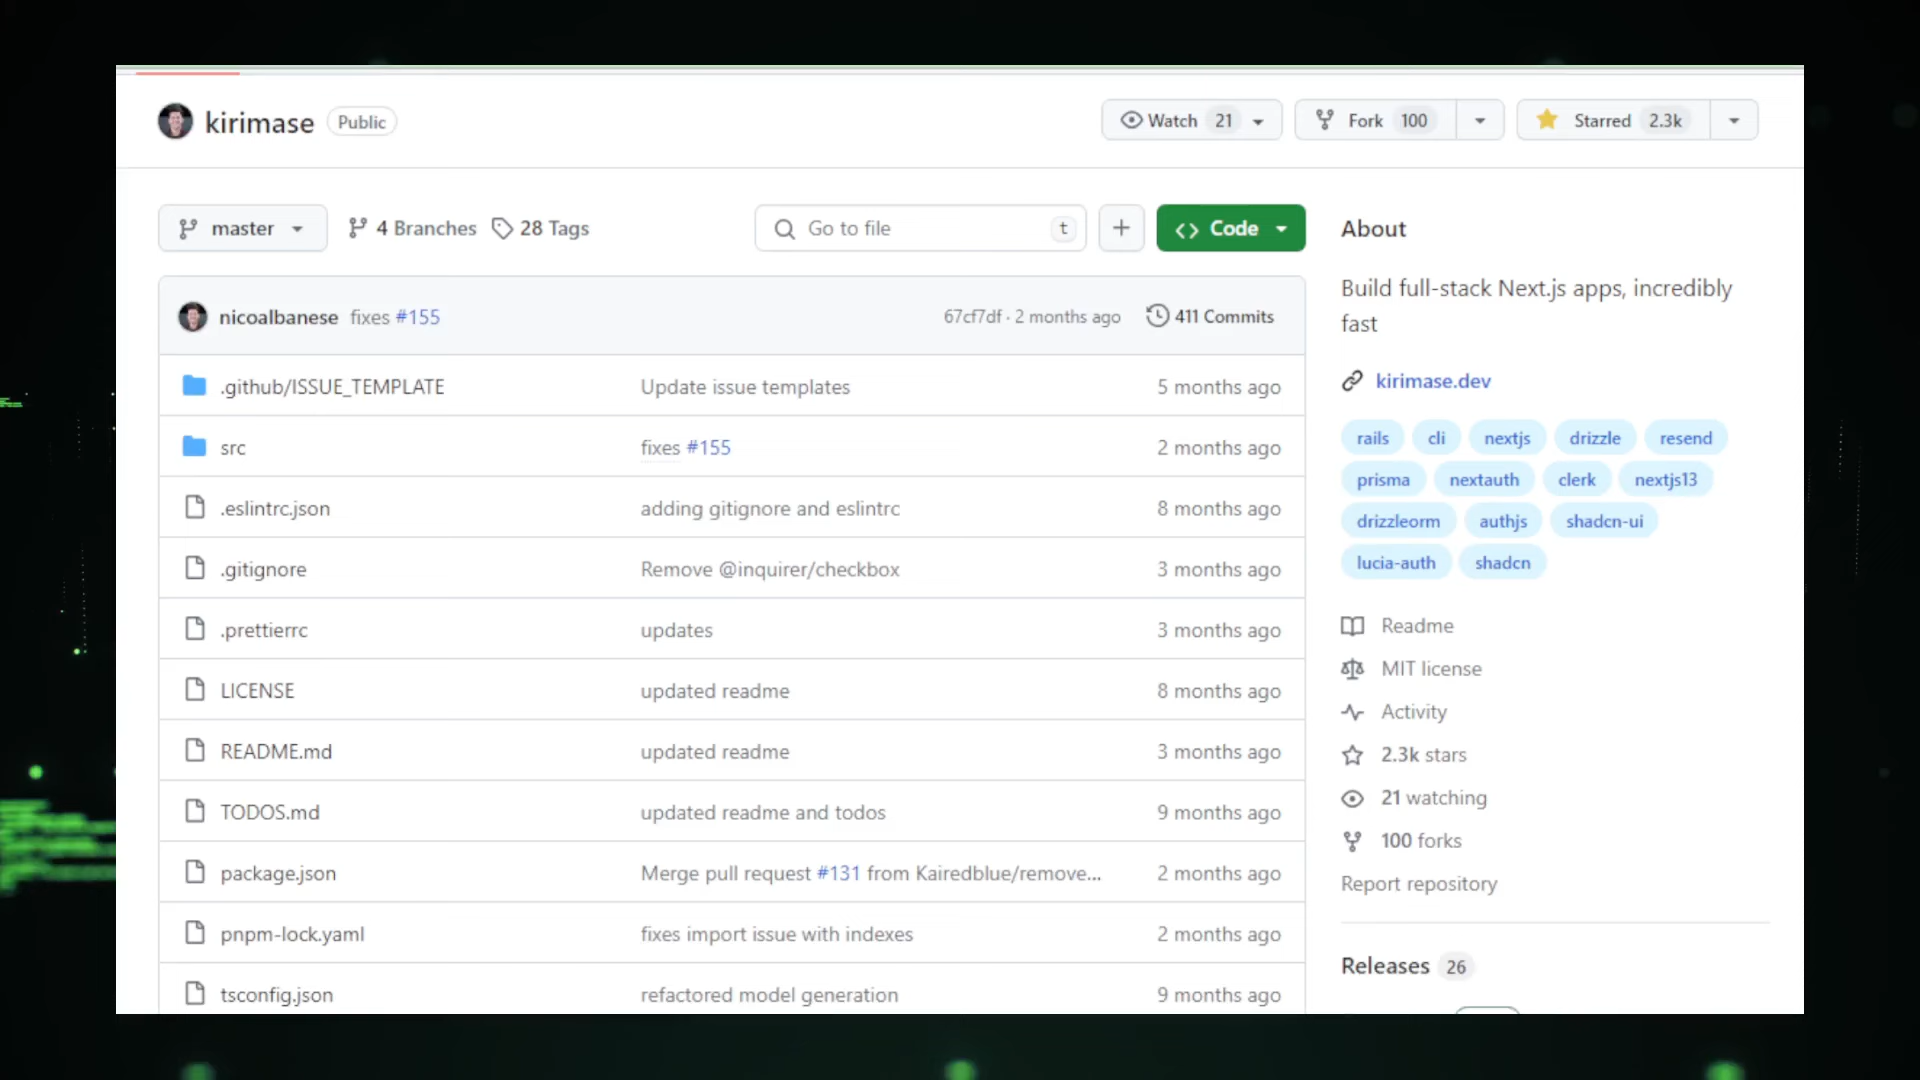 kirimase Public Watch 21 Fork 100 Starred 2.3k
master 4 Branches 28 Tags Go to file t + <> Code
nicoalbanese fixes #155 67cf7df · 2 months ago 411 Commits
.github/ISSUE_TEMPLATE Update issue templates 5 months ago
src fixes #155 2 months ago
.eslintrc.json adding gitignore and eslintrc 8 months ago
.gitignore Remove @inquirer/checkbox 3 months ago
.prettierrc updates 3 months ago
LICENSE updated readme 8 months ago
README.md updated readme 3 months ago
TODOS.md updated readme and todos 9 months ago
package.json Merge pull request #131 from Kairedblue/remove... 2 months ago
pnpm-lock.yaml fixes import issue with indexes 2 months ago
tsconfig.json refactored model generation 9 months ago
About
Build full-stack Next.js apps, incredibly
fast
kirimase.dev
rails cli nextjs drizzle resend
prisma nextauth clerk nextjs13
drizzleorm authjs shadcn-ui
lucia-auth shadcn
Readme
MIT license
Activity
2.3k stars
21 watching
100 forks
Report repository
Releases 26